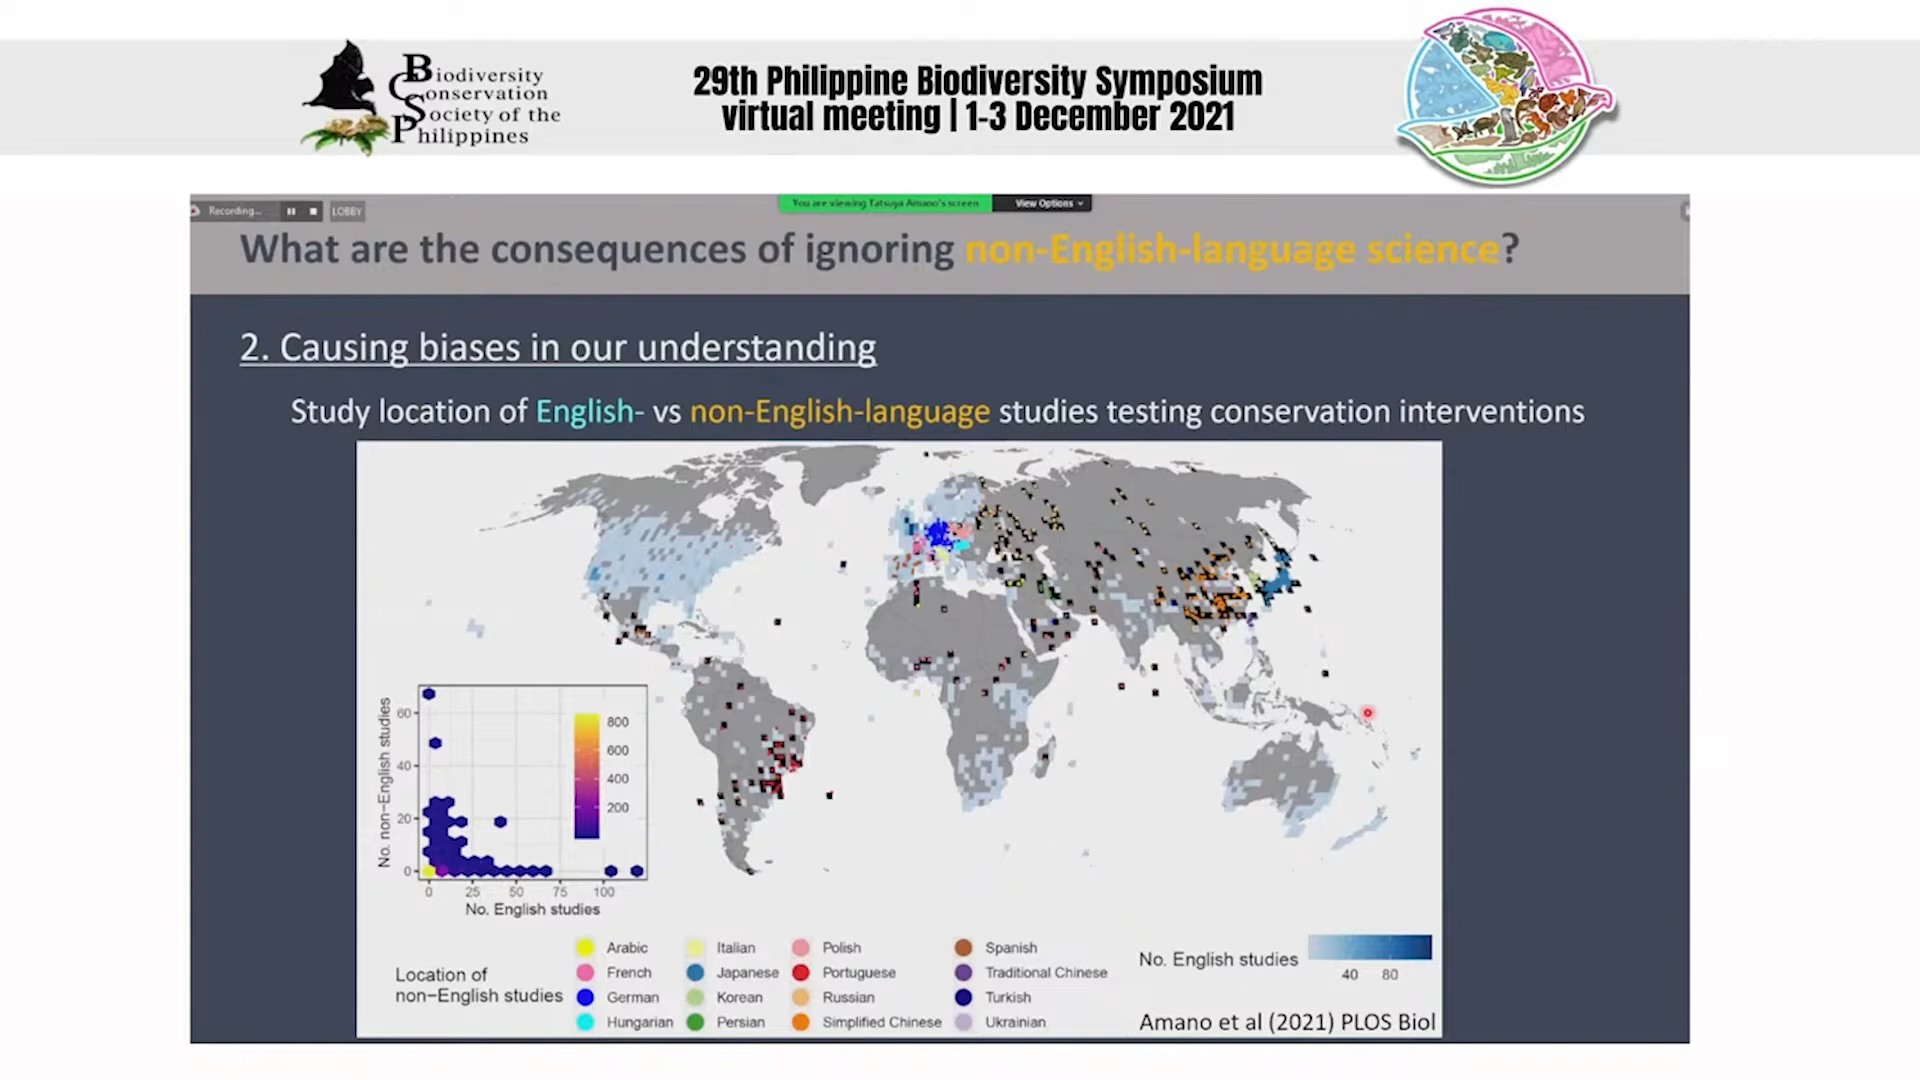 Biodiversity
Conservation
Society of the
Philippines
29th Philippine Biodiversity Symposium
virtual meeting | 1-3 December 2021
Recording...
LOBBY
You are viewing Tatsuya Amano's screen
View Options
What are the consequences of ignoring non-English-language science?
2. Causing biases in our understanding
Study location of English- vs non-English-language studies testing conservation interventions
No. non-English studies
60
40
20
0
800
600
400
200
0
25
50
75
100
No. English studies
Location of
non-English studies
Arabic
French
German
Hungarian
Italian
Japanese
Korean
Persian
Polish
Portuguese
Russian
Simplified Chinese
Spanish
Traditional Chinese
Turkish
Ukrainian
No. English studies
40
80
Amano et al (2021) PLOS Biol